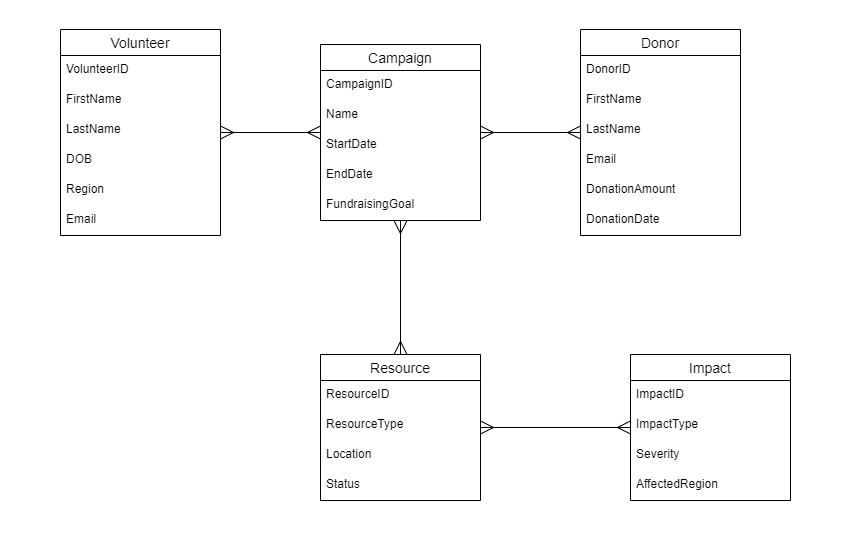 Volunteer
VolunteerID
FirstName
LastName
DOB
Region
Email
Campaign
CampaignID
Name
StartDate
EndDate
FundraisingGoal
Donor
DonorID
FirstName
LastName
Email
DonationAmount
DonationDate
Resource
ResourceID
ResourceType
Location
Status
Impact
ImpactID
ImpactType
Severity
AffectedRegion